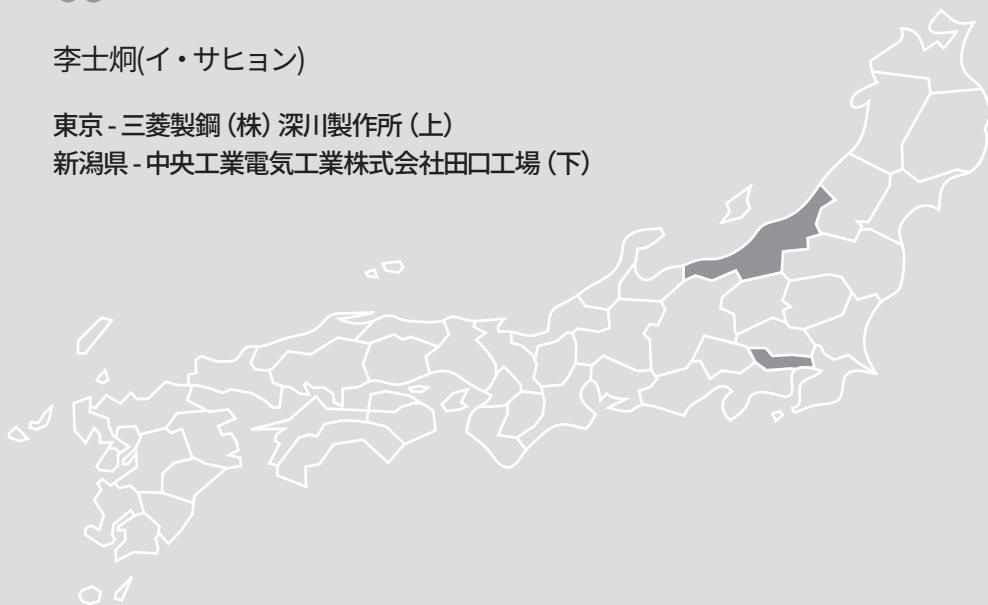 李士炯(イ・サヒョン)
東京 - 三菱製鋼（株）深川製作所（上）
新潟県 - 中央工業電気工業株式会社田口工場（下）